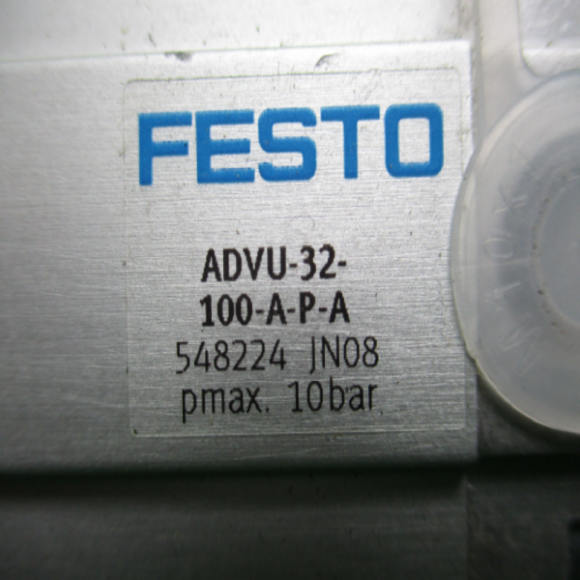 FESTO
ADVU-32-
100-A-P-A
548224 JN08
pmax. 10bar